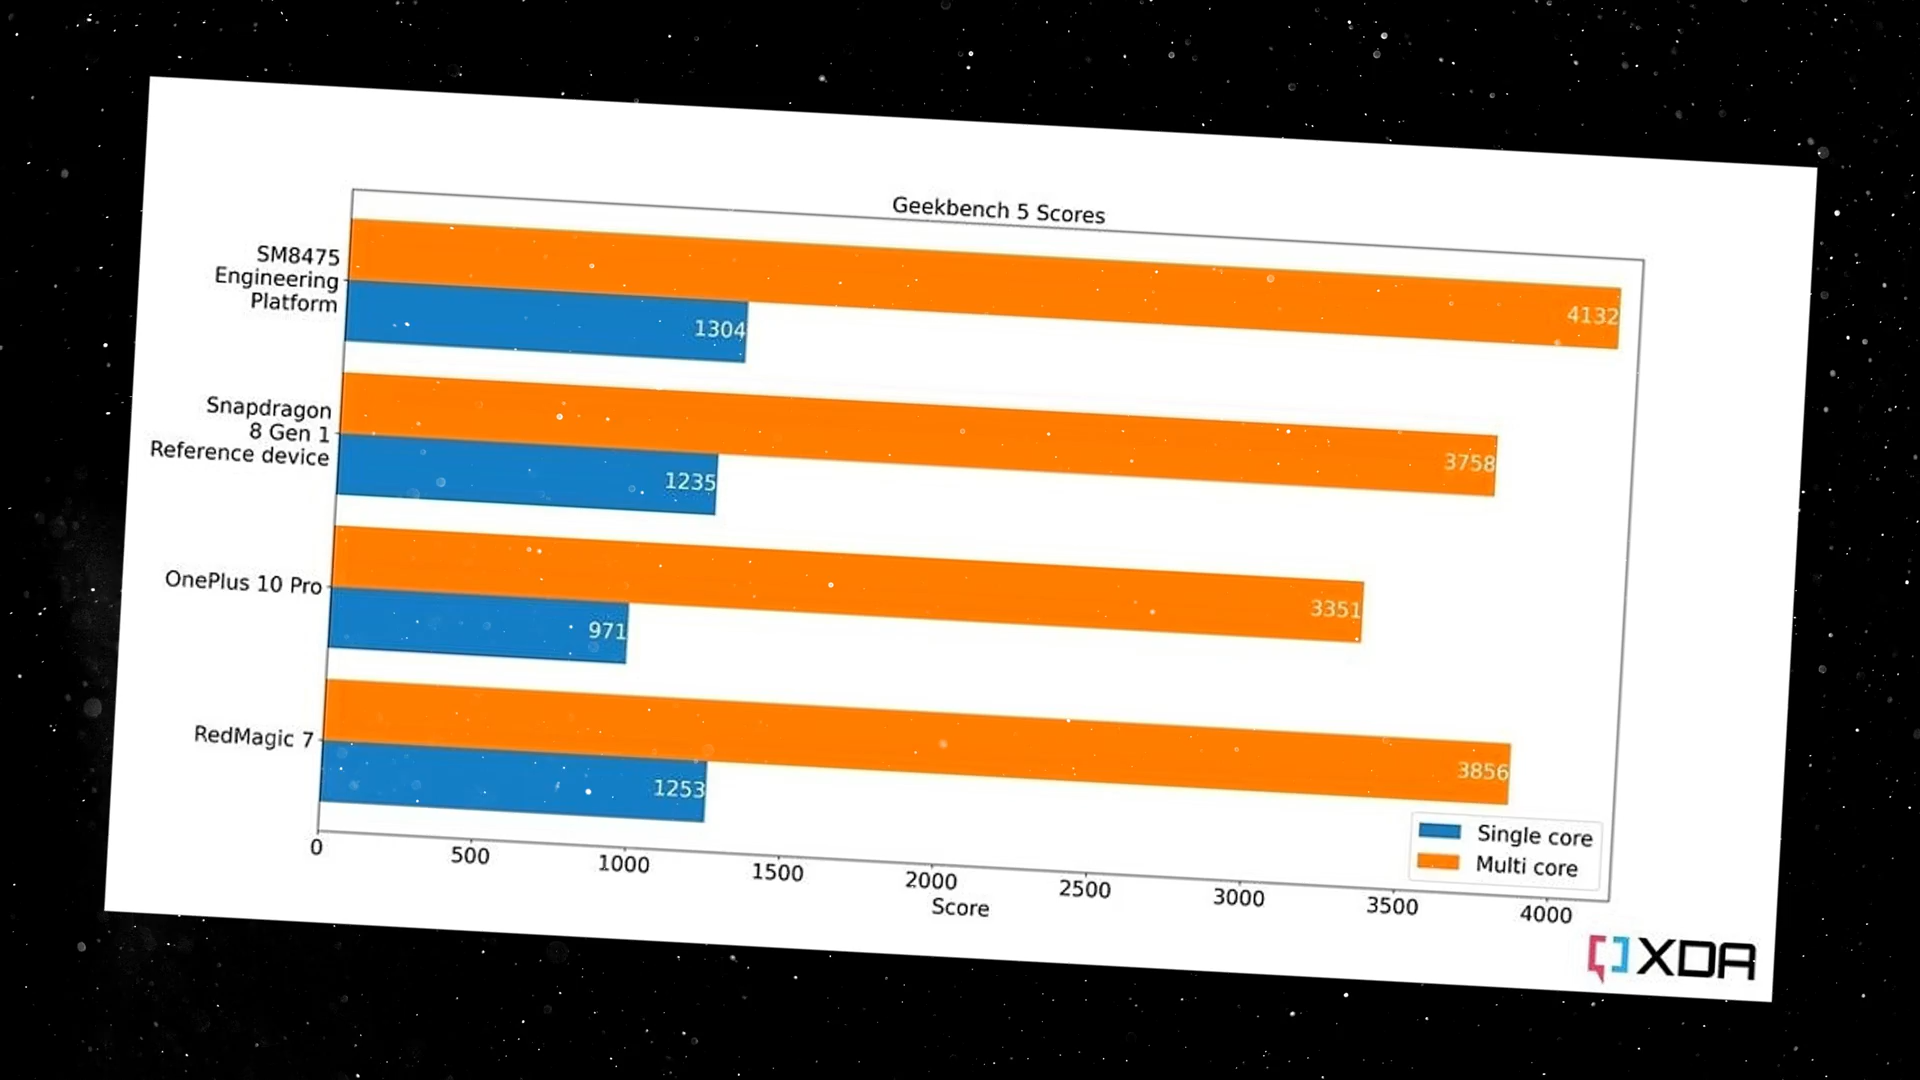 Geekbench 5 Scores
SM8475
Engineering
Platform
4132
1304
Snapdragon
8 Gen 1
Reference device
3758
1235
OnePlus 10 Pro
3351
971
RedMagic 7
3856
1253
Single core
Multi core
0 500 1000 1500 2000 2500 3000 3500 4000
Score
XDA